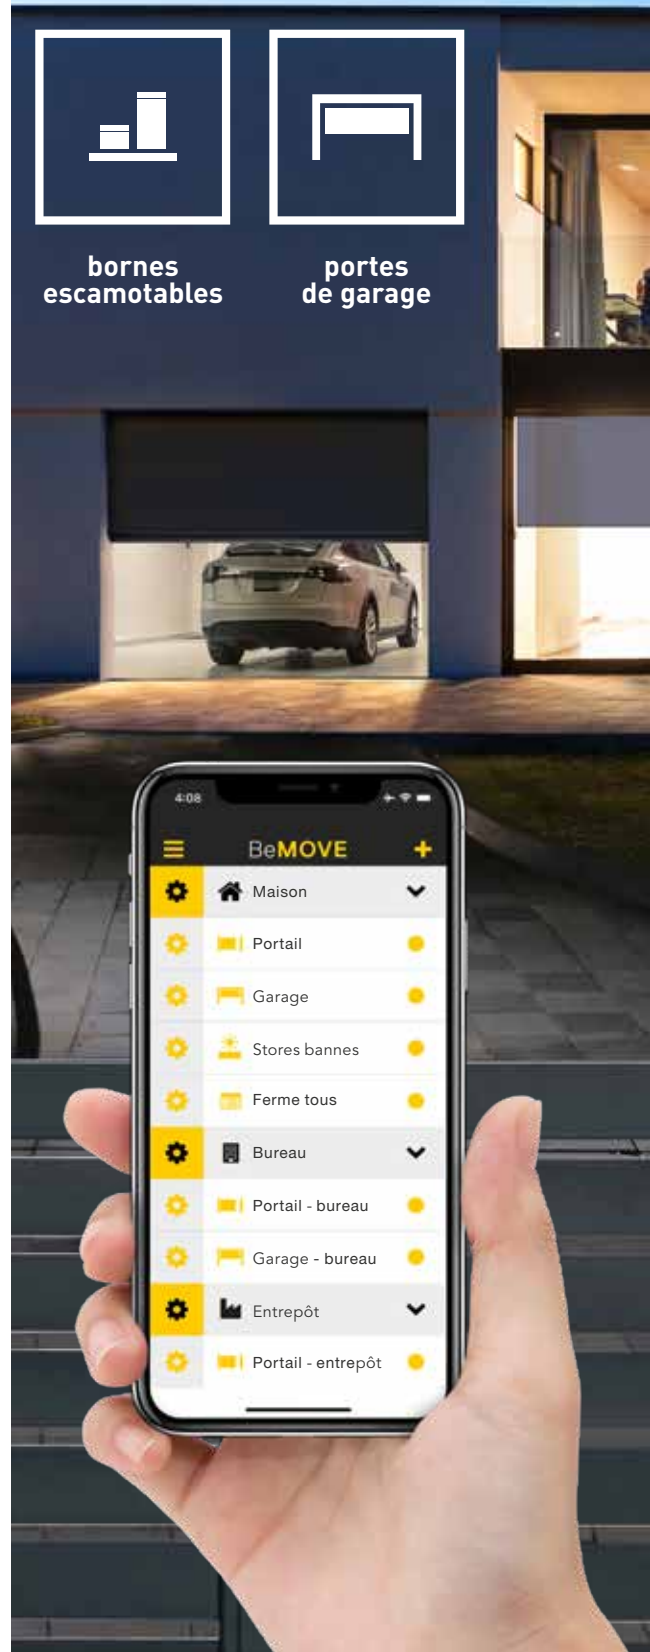 bornes
escamotables
portes
de garage
4:08
BeMOVE
Maison
Portail
Garage
Stores bannes
Ferme tous
Bureau
Portail - bureau
Garage - bureau
Entrepôt
Portail - entrepôt